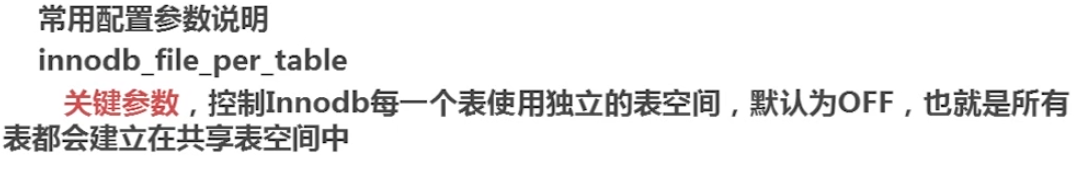 常用配置参数说明
innodb_file_per_table
关键参数，控制Innodb每一个表使用独立的表空间，默认为OFF，也就是所有
表都会建立在共享表空间中